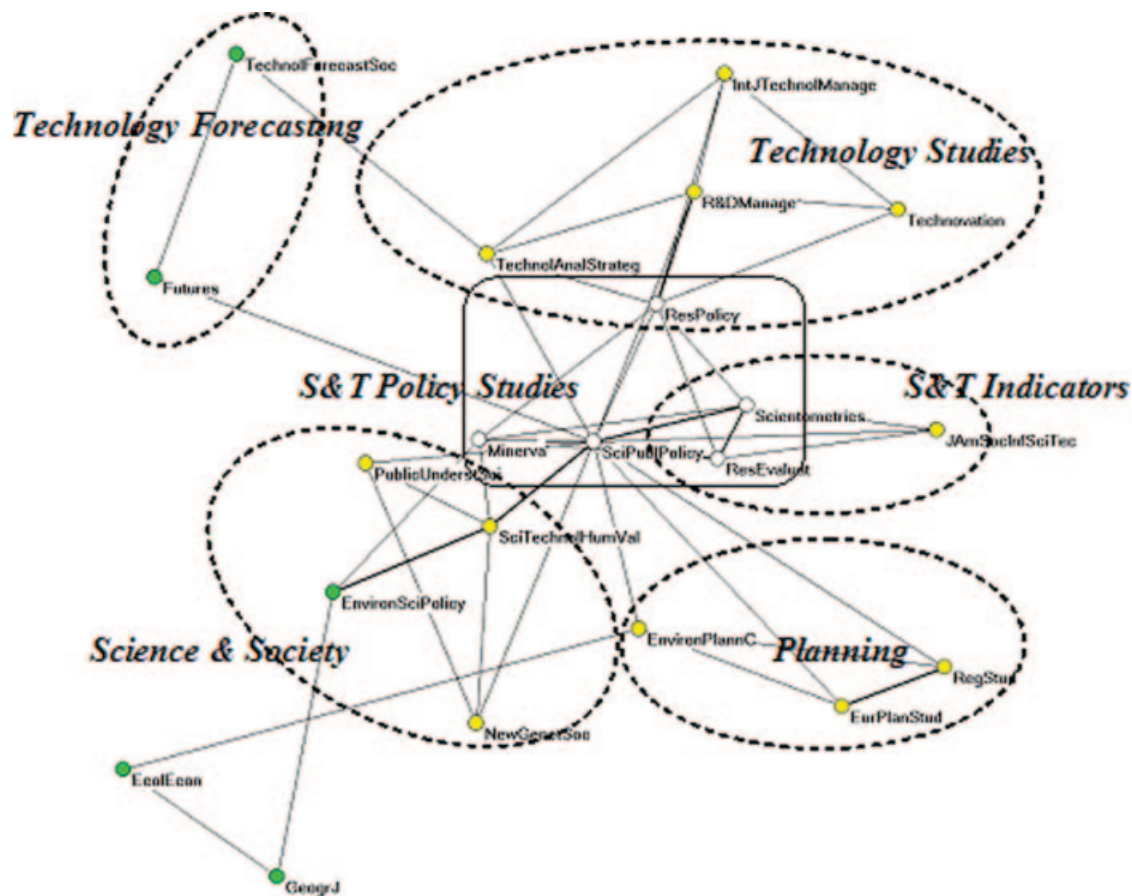 TechnolForecastSoc
IntJTechnolManage
Technology Forecasting
Technology Studies
R&DManage
Technovation
TechnolAnalStrateg
Futures
ResPolicy
S&T Policy Studies
S&T Indicators
Scientometrics
JAmSocInfSciTec
Minerva
SciPublPolicy
ResEvaluat
PublicUnderstSci
SciTechnolHumVal
EnvironSciPolicy
EnvironPlannC
Science & Society
Planning
RegStud
EurPlanStud
NewGenetSoc
EcolEcon
GeogrJ